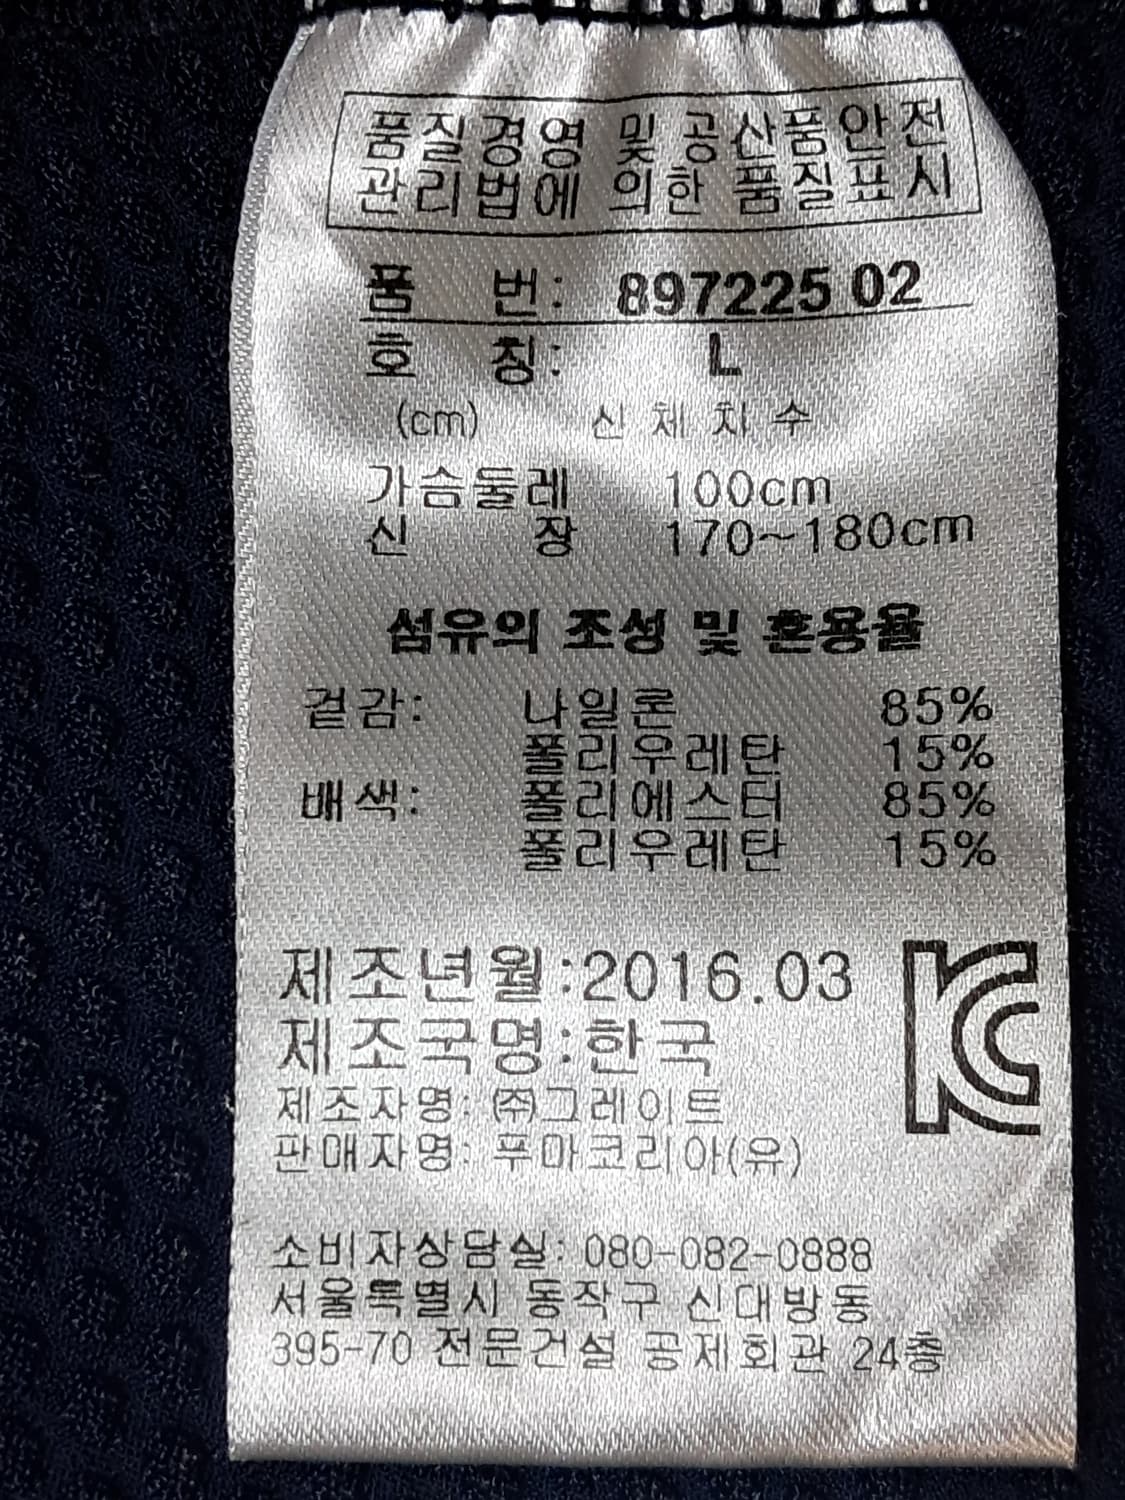 품질경영 및 공산품안전
관리법에 의한 품질표시
품 번: 897225 02
호 칭: L
(cm) 신체치수
가슴둘레 100cm
신 장 170~180cm
섬유의 조성 및 혼용율
겉감: 나일론 85%
폴리우레탄 15%
배색: 폴리에스터 85%
폴리우레탄 15%
제조년월:2016.03
제조국명:한국
제조자명: ㈜그레이트
판매자명: 푸마코리아(유)
KC
소비자상담실: 080-082-0888
서울특별시 동작구 신대방동
395-70 전문건설 공제회관 24층